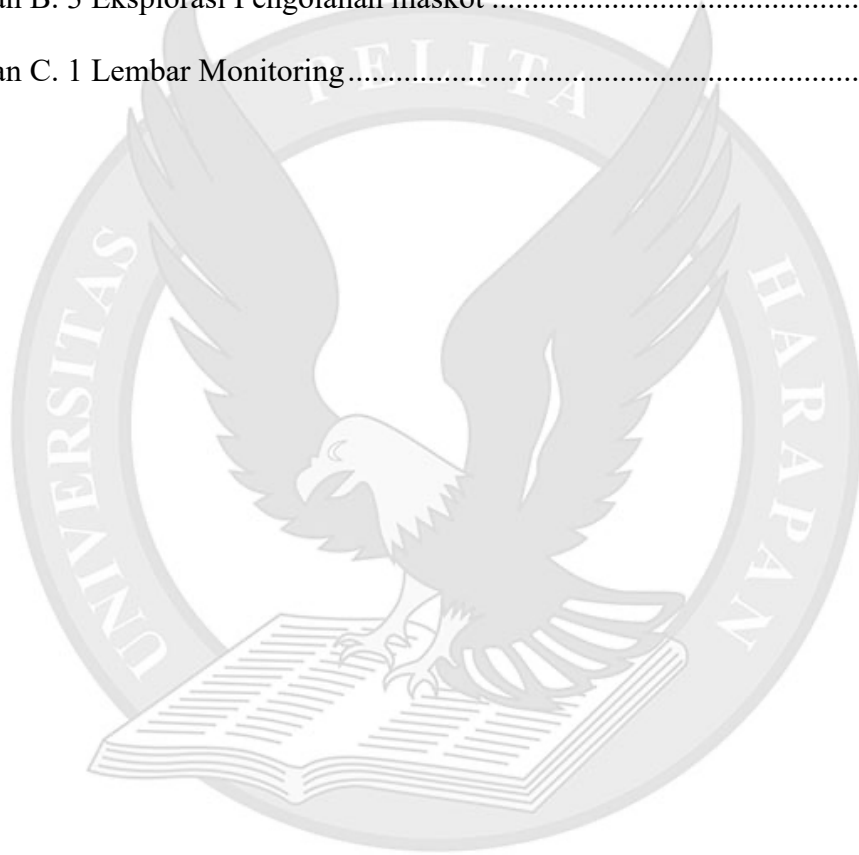 an B. 3 Eksplorasi Pengolahan maskot ................................................
an C. 1 Lembar Monitoring..................................................................
UNIVERSITAS PELITA HARAPAN